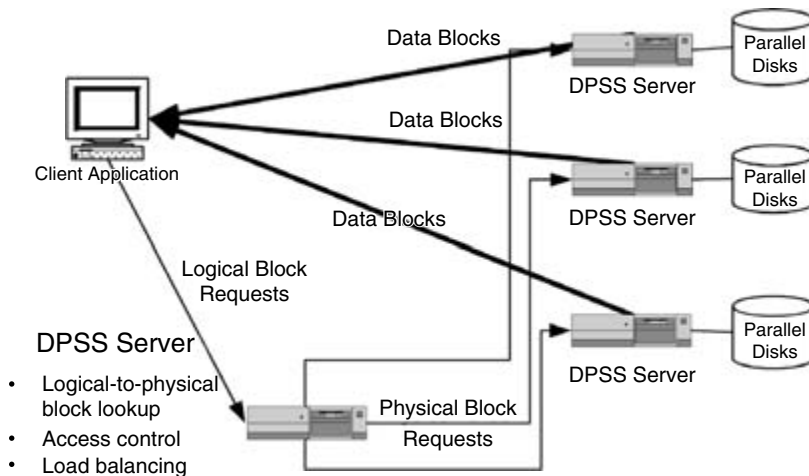 Data Blocks
Parallel
Disks
DPSS Server
Client Application
Data Blocks
Parallel
Disks
DPSS Server
Data Blocks
Logical Block
Requests
Parallel
Disks
DPSS Server
DPSS Server
• Logical-to-physical
block lookup
• Access control
• Load balancing
Physical Block
Requests